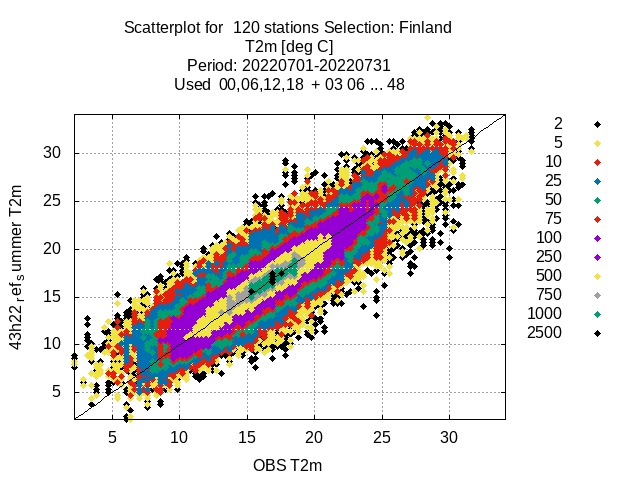 Scatterplot for 120 stations Selection: Finland
T2m [deg C]
Period: 20220701-20220731
Used 00,06,12,18 + 03 06 ... 48
43h22_ref_summer T2m
30
25
20
15
10
5
5 10 15 20 25 30
OBS T2m
2
5
10
25
50
75
100
250
500
750
1000
2500